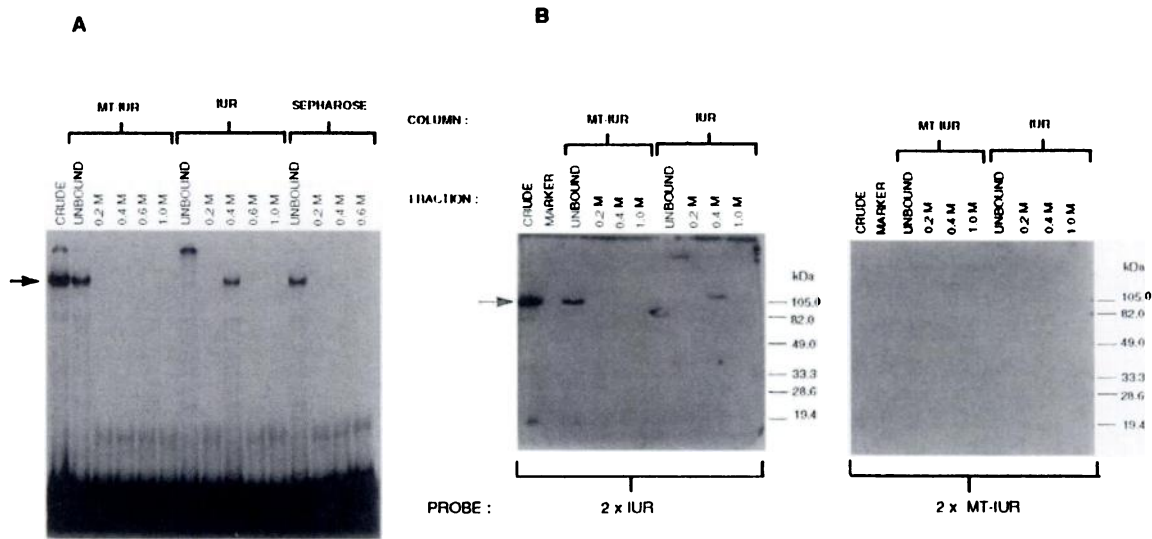 A
MT IUR
IUR
SEPHAROSE
CRUDE
UNBOUND
0.2 M
0.4 M
0.6 M
1.0 M
UNBOUND
0.2 M
0.4 M
0.6 M
1.0 M
UNBOUND
0.2 M
0.4 M
0.6 M
B
COLUMN :
MT-IUR
IUR
FRACTION :
CRUDE
MARKER
UNBOUND
0.2 M
0.4 M
1.0 M
UNBOUND
0.2 M
0.4 M
1.0 M
kDa
105.0
82.0
49.0
33.3
28.6
19.4
MT IUR
IUR
CRUDE
MARKER
UNBOUND
0.2 M
0.4 M
1.0 M
UNBOUND
0.2 M
0.4 M
1.0 M
kDa
105.0
82.0
49.0
33.3
28.6
19.4
PROBE :
2 x IUR
2 x MT-IUR